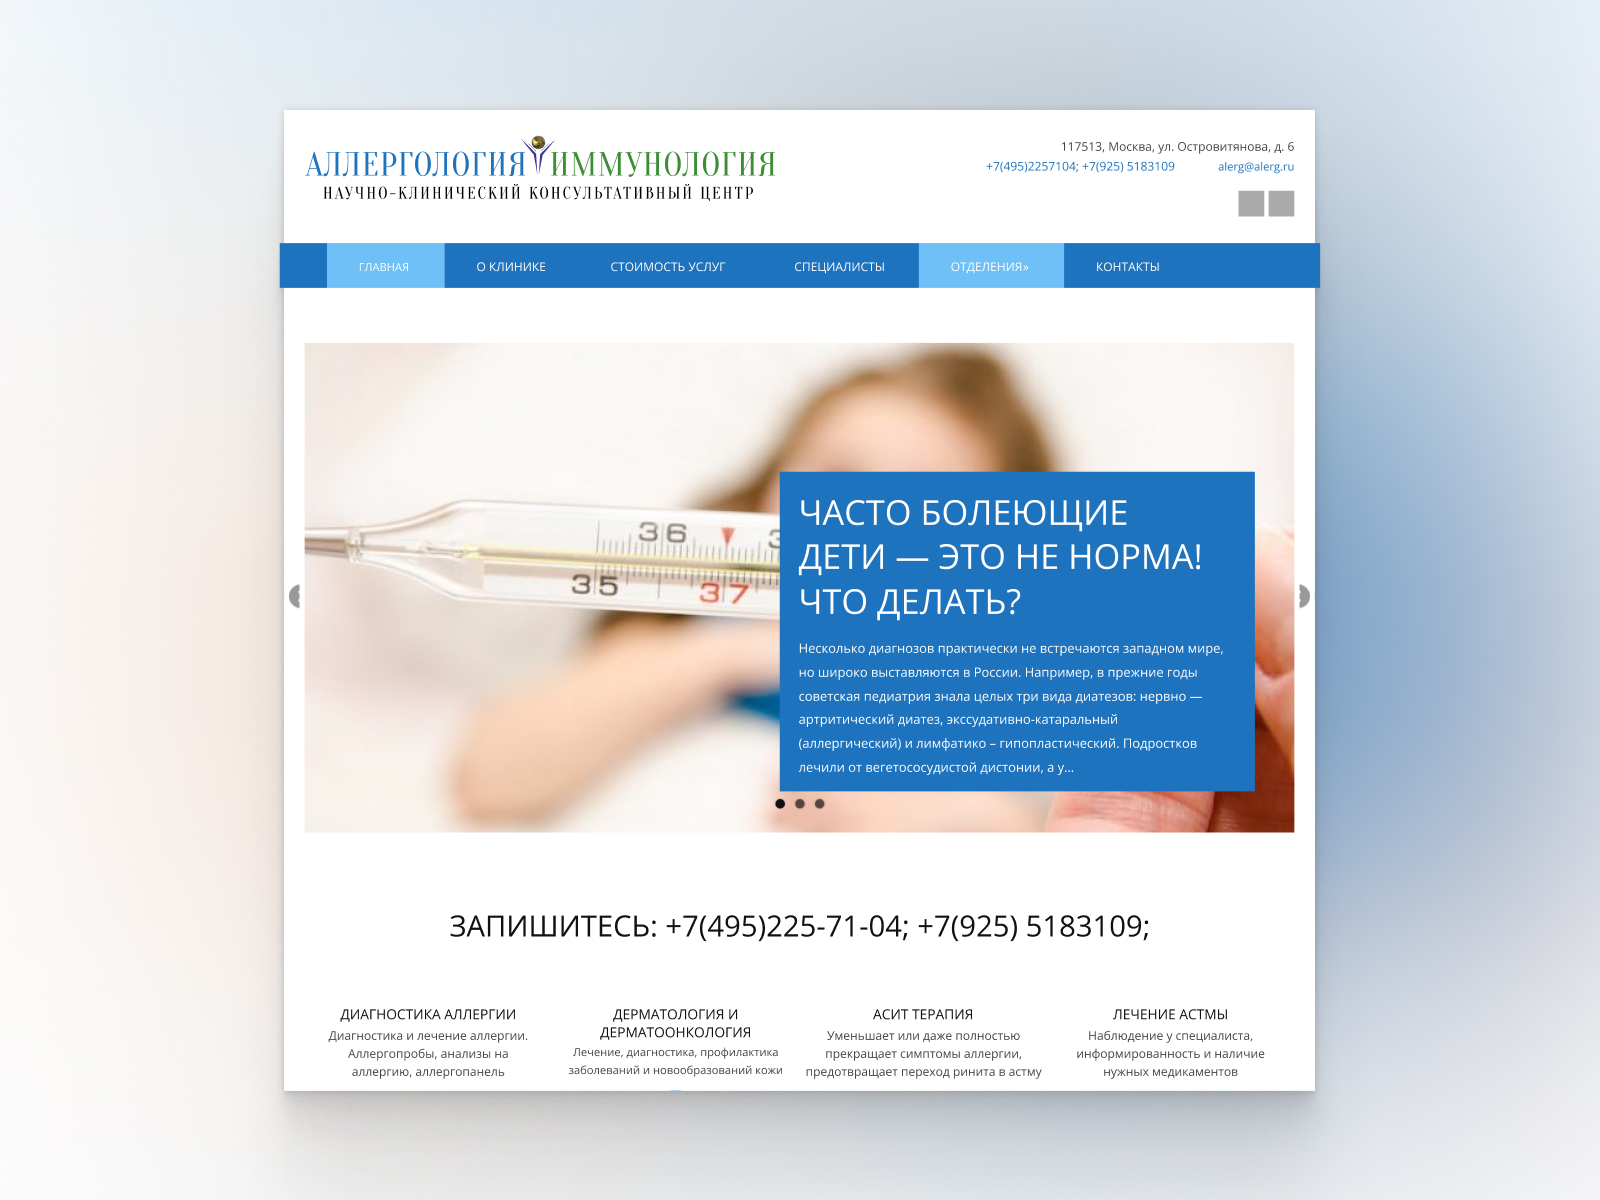 АЛЛЕРГОЛОГИЯ ИММУНОЛОГИЯ
НАУЧНО-КЛИНИЧЕСКИЙ КОНСУЛЬТАТИВНЫЙ ЦЕНТР
117513, Москва, ул. Островитянова, д. 6
+7(495)2257104; +7(925) 5183109 alerg@alerg.ru
ГЛАВНАЯ О КЛИНИКЕ СТОИМОСТЬ УСЛУГ СПЕЦИАЛИСТЫ ОТДЕЛЕНИЯ» КОНТАКТЫ
36
35 37
ЧАСТО БОЛЕЮЩИЕ
ДЕТИ — ЭТО НЕ НОРМА!
ЧТО ДЕЛАТЬ?
Несколько диагнозов практически не встречаются западном мире,
но широко выставляются в России. Например, в прежние годы
советская педиатрия знала целых три вида диатезов: нервно —
артритический диатез, экссудативно-катаральный
(аллергический) и лимфатико – гипопластический. Подростков
лечили от вегетососудистой дистонии, а у...
ЗАПИШИТЕСЬ: +7(495)225-71-04; +7(925) 5183109;
ДИАГНОСТИКА АЛЛЕРГИИ
Диагностика и лечение аллергии.
Аллергопробы, анализы на
аллергию, аллергопанель
ДЕРМАТОЛОГИЯ И
ДЕРМАТООНКОЛОГИЯ
Лечение, диагностика, профилактика
заболеваний и новообразований кожи
АСИТ ТЕРАПИЯ
Уменьшает или даже полностью
прекращает симптомы аллергии,
предотвращает переход ринита в астму
ЛЕЧЕНИЕ АСТМЫ
Наблюдение у специалиста,
информированность и наличие
нужных медикаментов